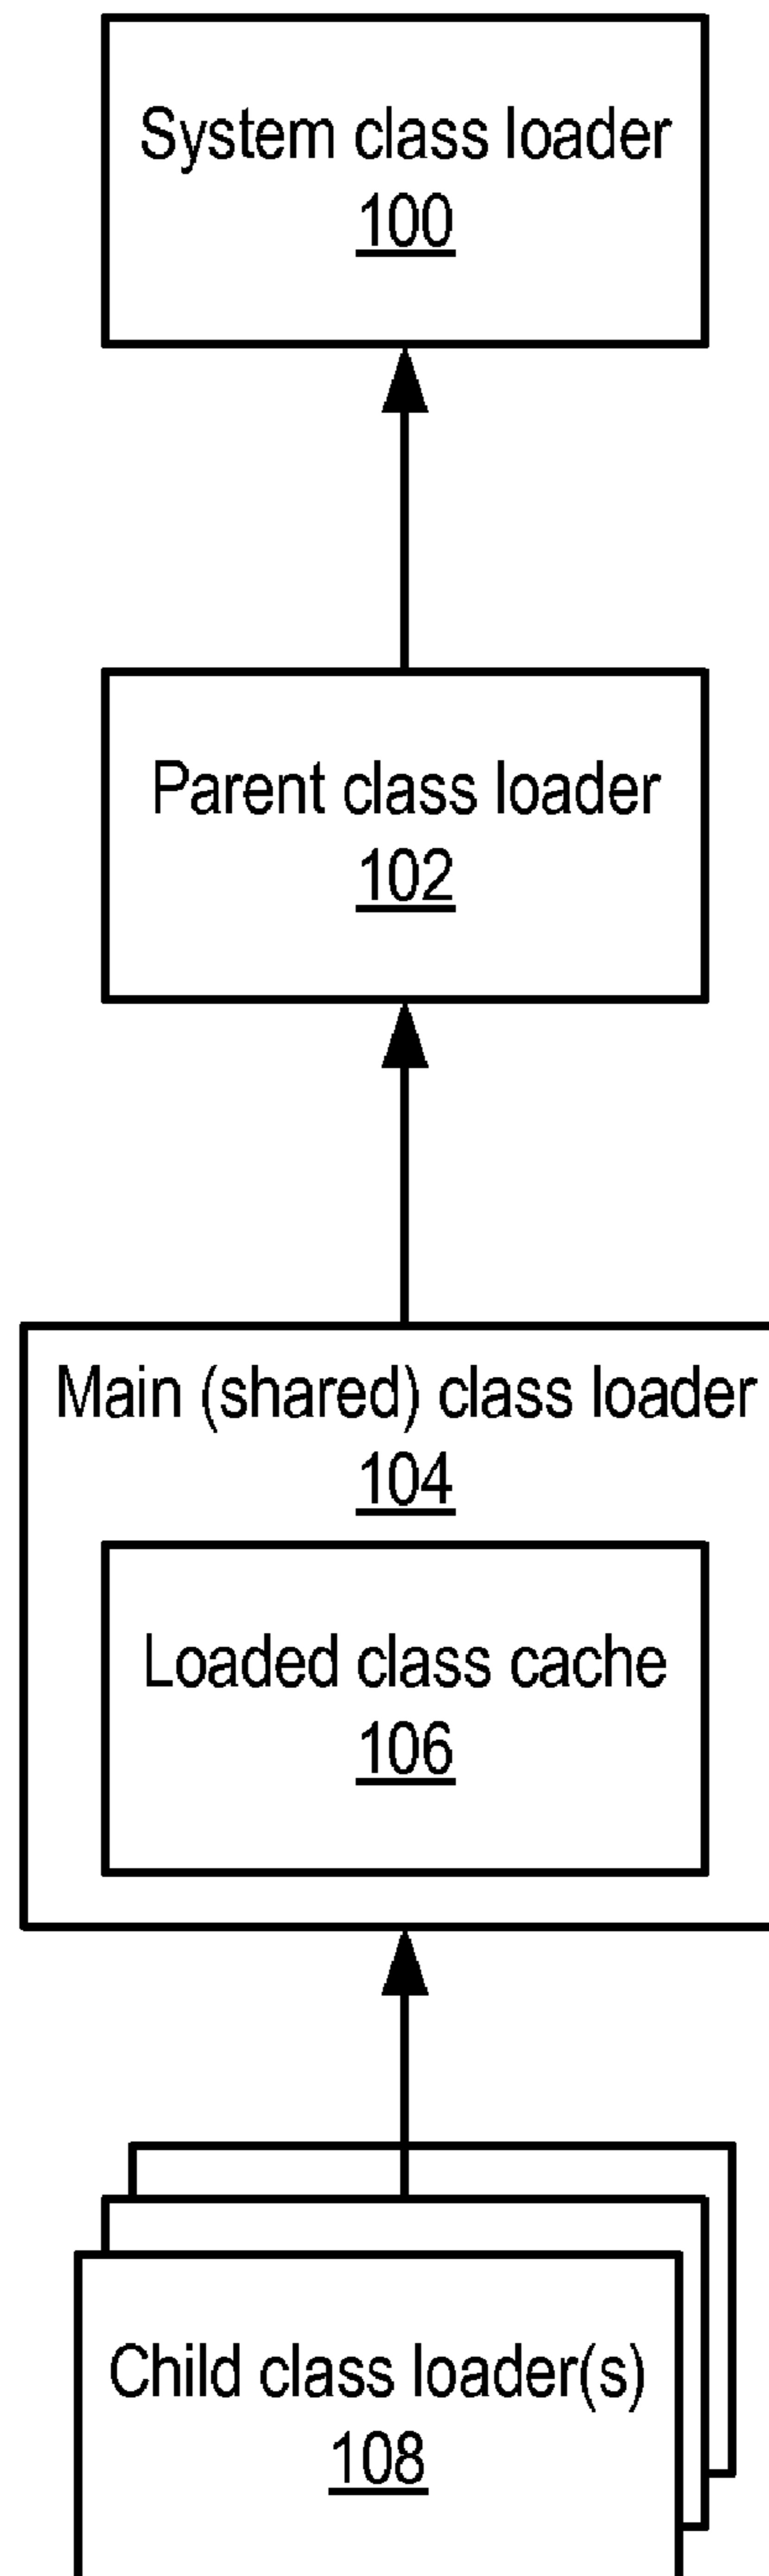 System class loader
100
Parent class loader
102
Main (shared) class loader
104
Loaded class cache
106
Child class loader(s)
108